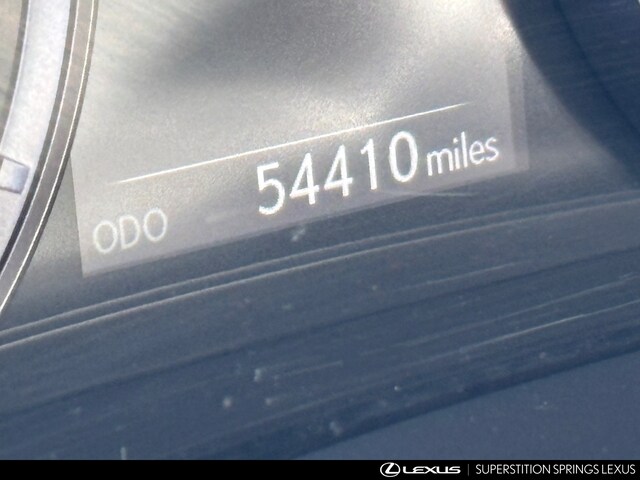 ODO 54410 miles
LEXUS | SUPERSTITION SPRINGS LEXUS